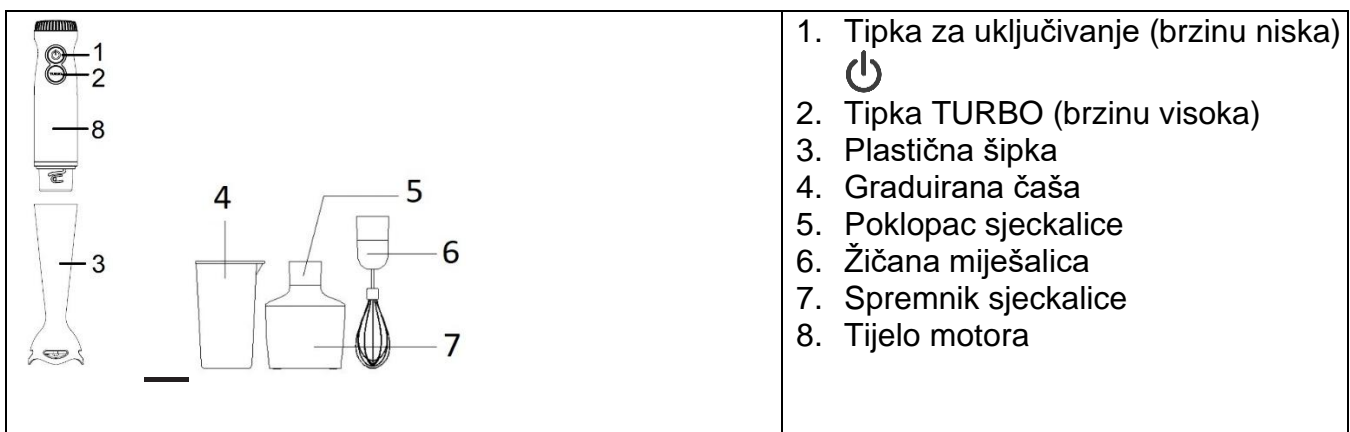 1
2
8
3
4
5
6
7
TURBO
1. Tipka za uključivanje (brzinu niska)
2. Tipka TURBO (brzinu visoka)
3. Plastična šipka
4. Graduirana čaša
5. Poklopac sjeckalice
6. Žičana miješalica
7. Spremnik sjeckalice
8. Tijelo motora